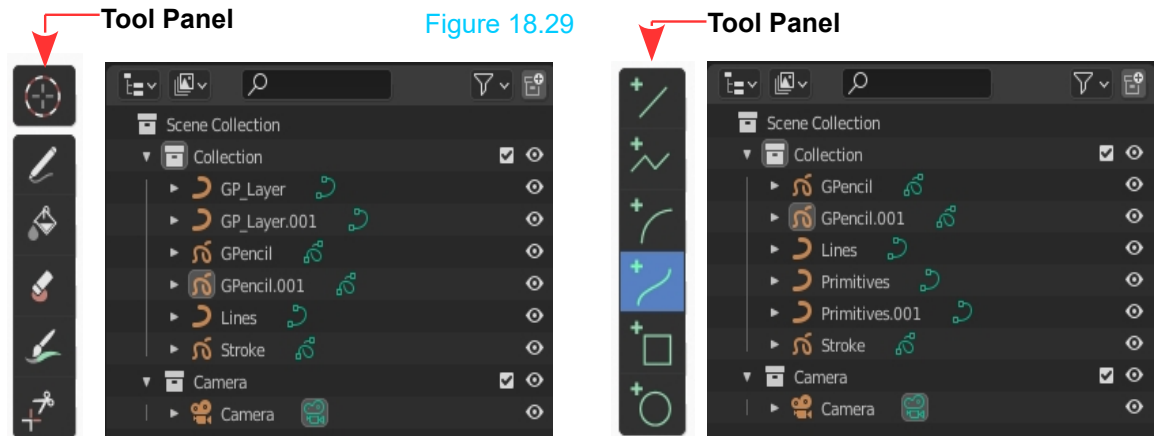 Tool Panel
Figure 18.29
Tool Panel
Scene Collection
Collection
GP_Layer
GP_Layer.001
GPencil
GPencil.001
Lines
Stroke
Camera
Camera
Scene Collection
Collection
GPencil
GPencil.001
Lines
Primitives
Primitives.001
Stroke
Camera
Camera